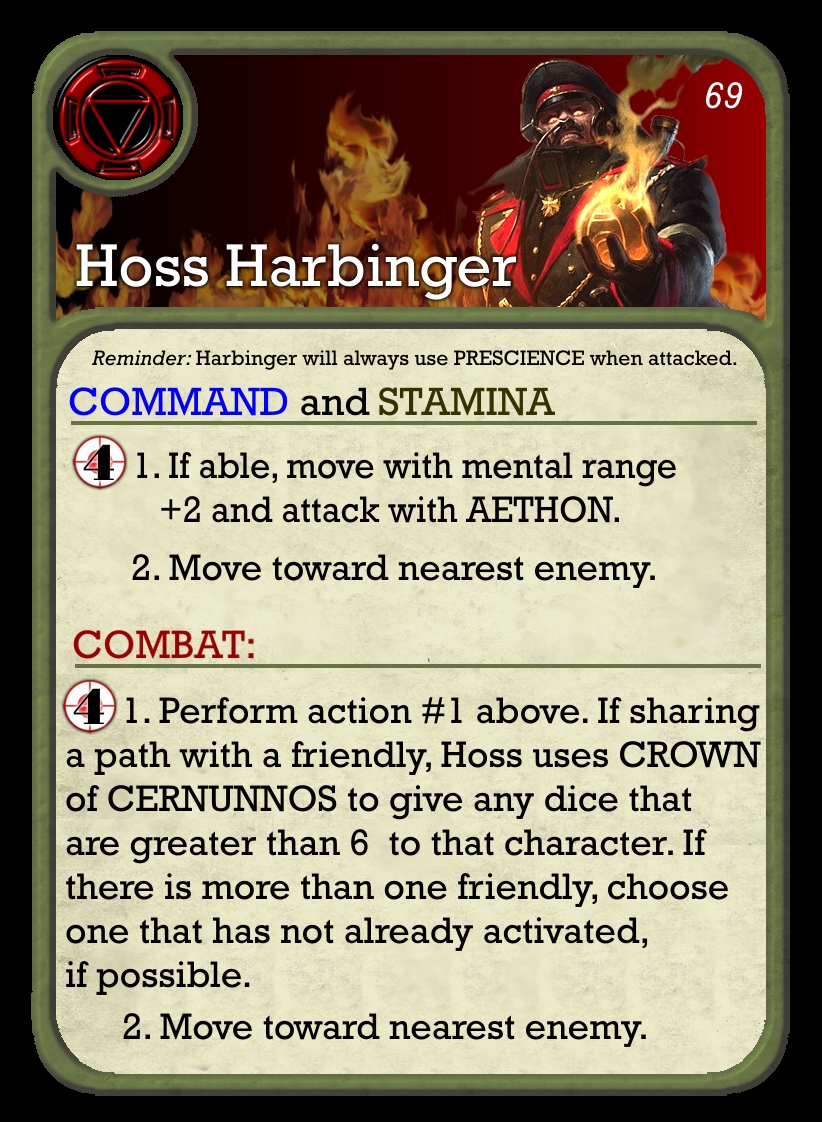 69
Hoss Harbinger
Reminder: Harbinger will always use PRESCIENCE when attacked.
COMMAND and STAMINA
4 1. If able, move with mental range
+2 and attack with AETHON.
2. Move toward nearest enemy.
COMBAT:
4 1. Perform action #1 above. If sharing
a path with a friendly, Hoss uses CROWN
of CERNUNNOS to give any dice that
are greater than 6 to that character. If
there is more than one friendly, choose
one that has not already activated,
if possible.
2. Move toward nearest enemy.